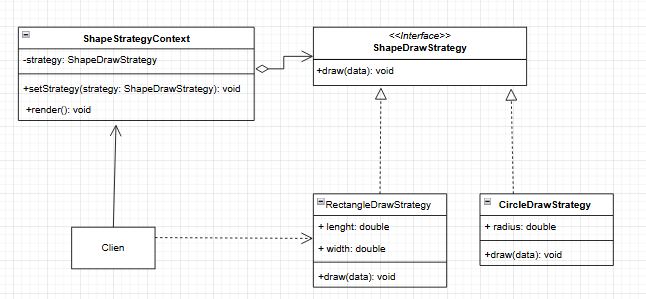 ShapeStrategyContext
-strategy: ShapeDrawStrategy
+setStrategy(strategy: ShapeDrawStrategy): void
+render(): void
<<Interface>>
ShapeDrawStrategy
+draw(data): void
Clien
RectangleDrawStrategy
+ lenght: double
+ width: double
+draw(data): void
CircleDrawStrategy
+ radius: double
+draw(data): void